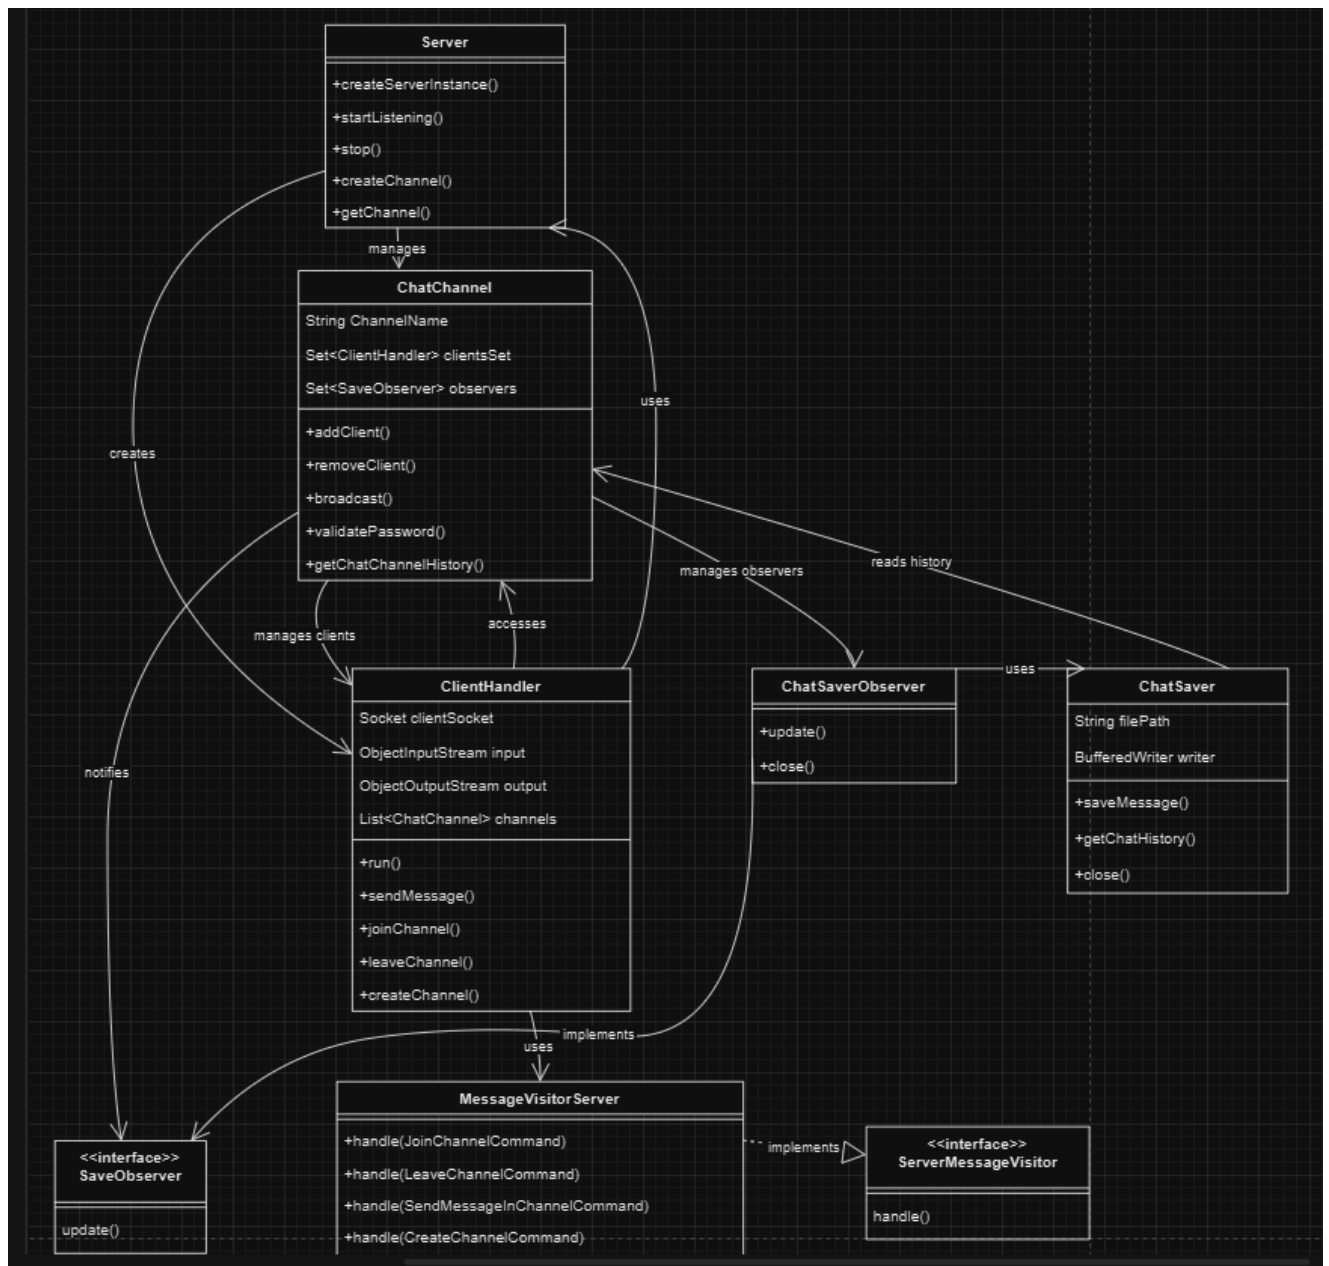 Server
+createServerInstance()
+startListening()
+stop()
+createChannel()
+getChannel()
manages
ChatChannel
String ChannelName
Set<ClientHandler> clientsSet
Set<SaveObserver> observers
+addClient()
+removeClient()
+broadcast()
+validatePassword()
+getChatChannelHistory()
uses
creates
reads history
manages observers
accesses
manages clients
ClientHandler
Socket clientSocket
ObjectInputStream input
ObjectOutputStream output
List<ChatChannel> channels
+run()
+sendMessage()
+joinChannel()
+leaveChannel()
+createChannel()
ChatSaverObserver
+update()
+close()
uses
ChatSaver
String filePath
BufferedWriter writer
+saveMessage()
+getChatHistory()
+close()
notifies
implements
uses
MessageVisitorServer
+handle(JoinChannelCommand)
+handle(LeaveChannelCommand)
+handle(SendMessageInChannelCommand)
+handle(CreateChannelCommand)
implements
<<interface>>
ServerMessageVisitor
handle()
<<interface>>
SaveObserver
update()